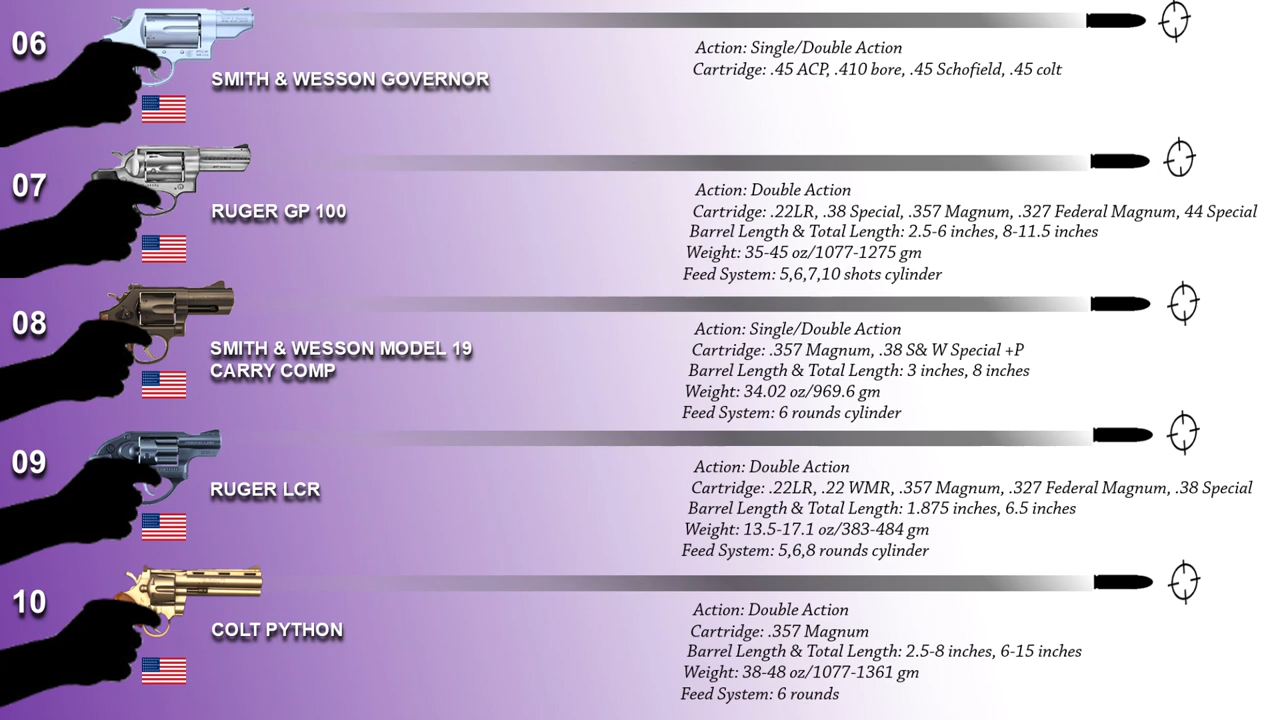 06
SMITH & WESSON GOVERNOR
Action: Single/Double Action
Cartridge: .45 ACP, .410 bore, .45 Schofield, .45 colt
07
RUGER GP 100
Action: Double Action
Cartridge: .22LR, .38 Special, .357 Magnum, .327 Federal Magnum, 44 Special
Barrel Length & Total Length: 2.5-6 inches, 8-11.5 inches
Weight: 35-45 oz/1077-1275 gm
Feed System: 5,6,7,10 shots cylinder
08
SMITH & WESSON MODEL 19
CARRY COMP
Action: Single/Double Action
Cartridge: .357 Magnum, .38 S& W Special +P
Barrel Length & Total Length: 3 inches, 8 inches
Weight: 34.02 oz/969.6 gm
Feed System: 6 rounds cylinder
09
RUGER LCR
Action: Double Action
Cartridge: .22LR, .22 WMR, .357 Magnum, .327 Federal Magnum, .38 Special
Barrel Length & Total Length: 1.875 inches, 6.5 inches
Weight: 13.5-17.1 oz/383-484 gm
Feed System: 5,6,8 rounds cylinder
10
COLT PYTHON
Action: Double Action
Cartridge: .357 Magnum
Barrel Length & Total Length: 2.5-8 inches, 6-15 inches
Weight: 38-48 oz/1077-1361 gm
Feed System: 6 rounds